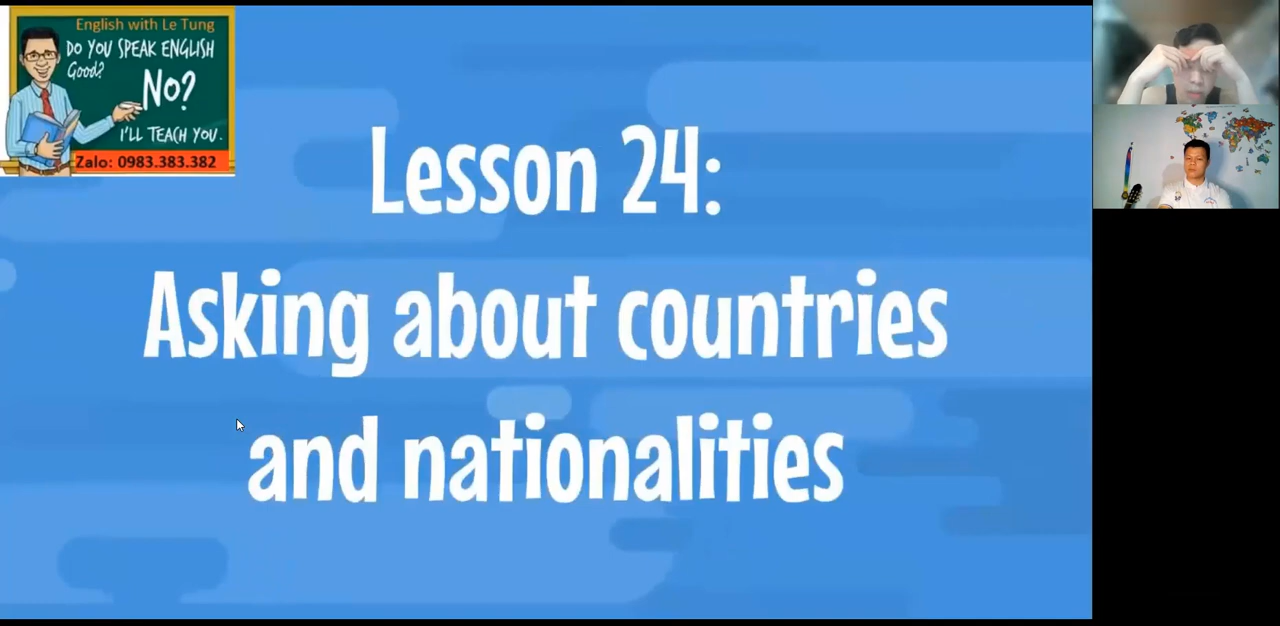 English with Le Tung
DO YOU SPEAK ENGLISH
Good?
No?
I'LL TEACH YOU.
Zalo: 0983.383.382
Lesson 24:
Asking about countries
and nationalities